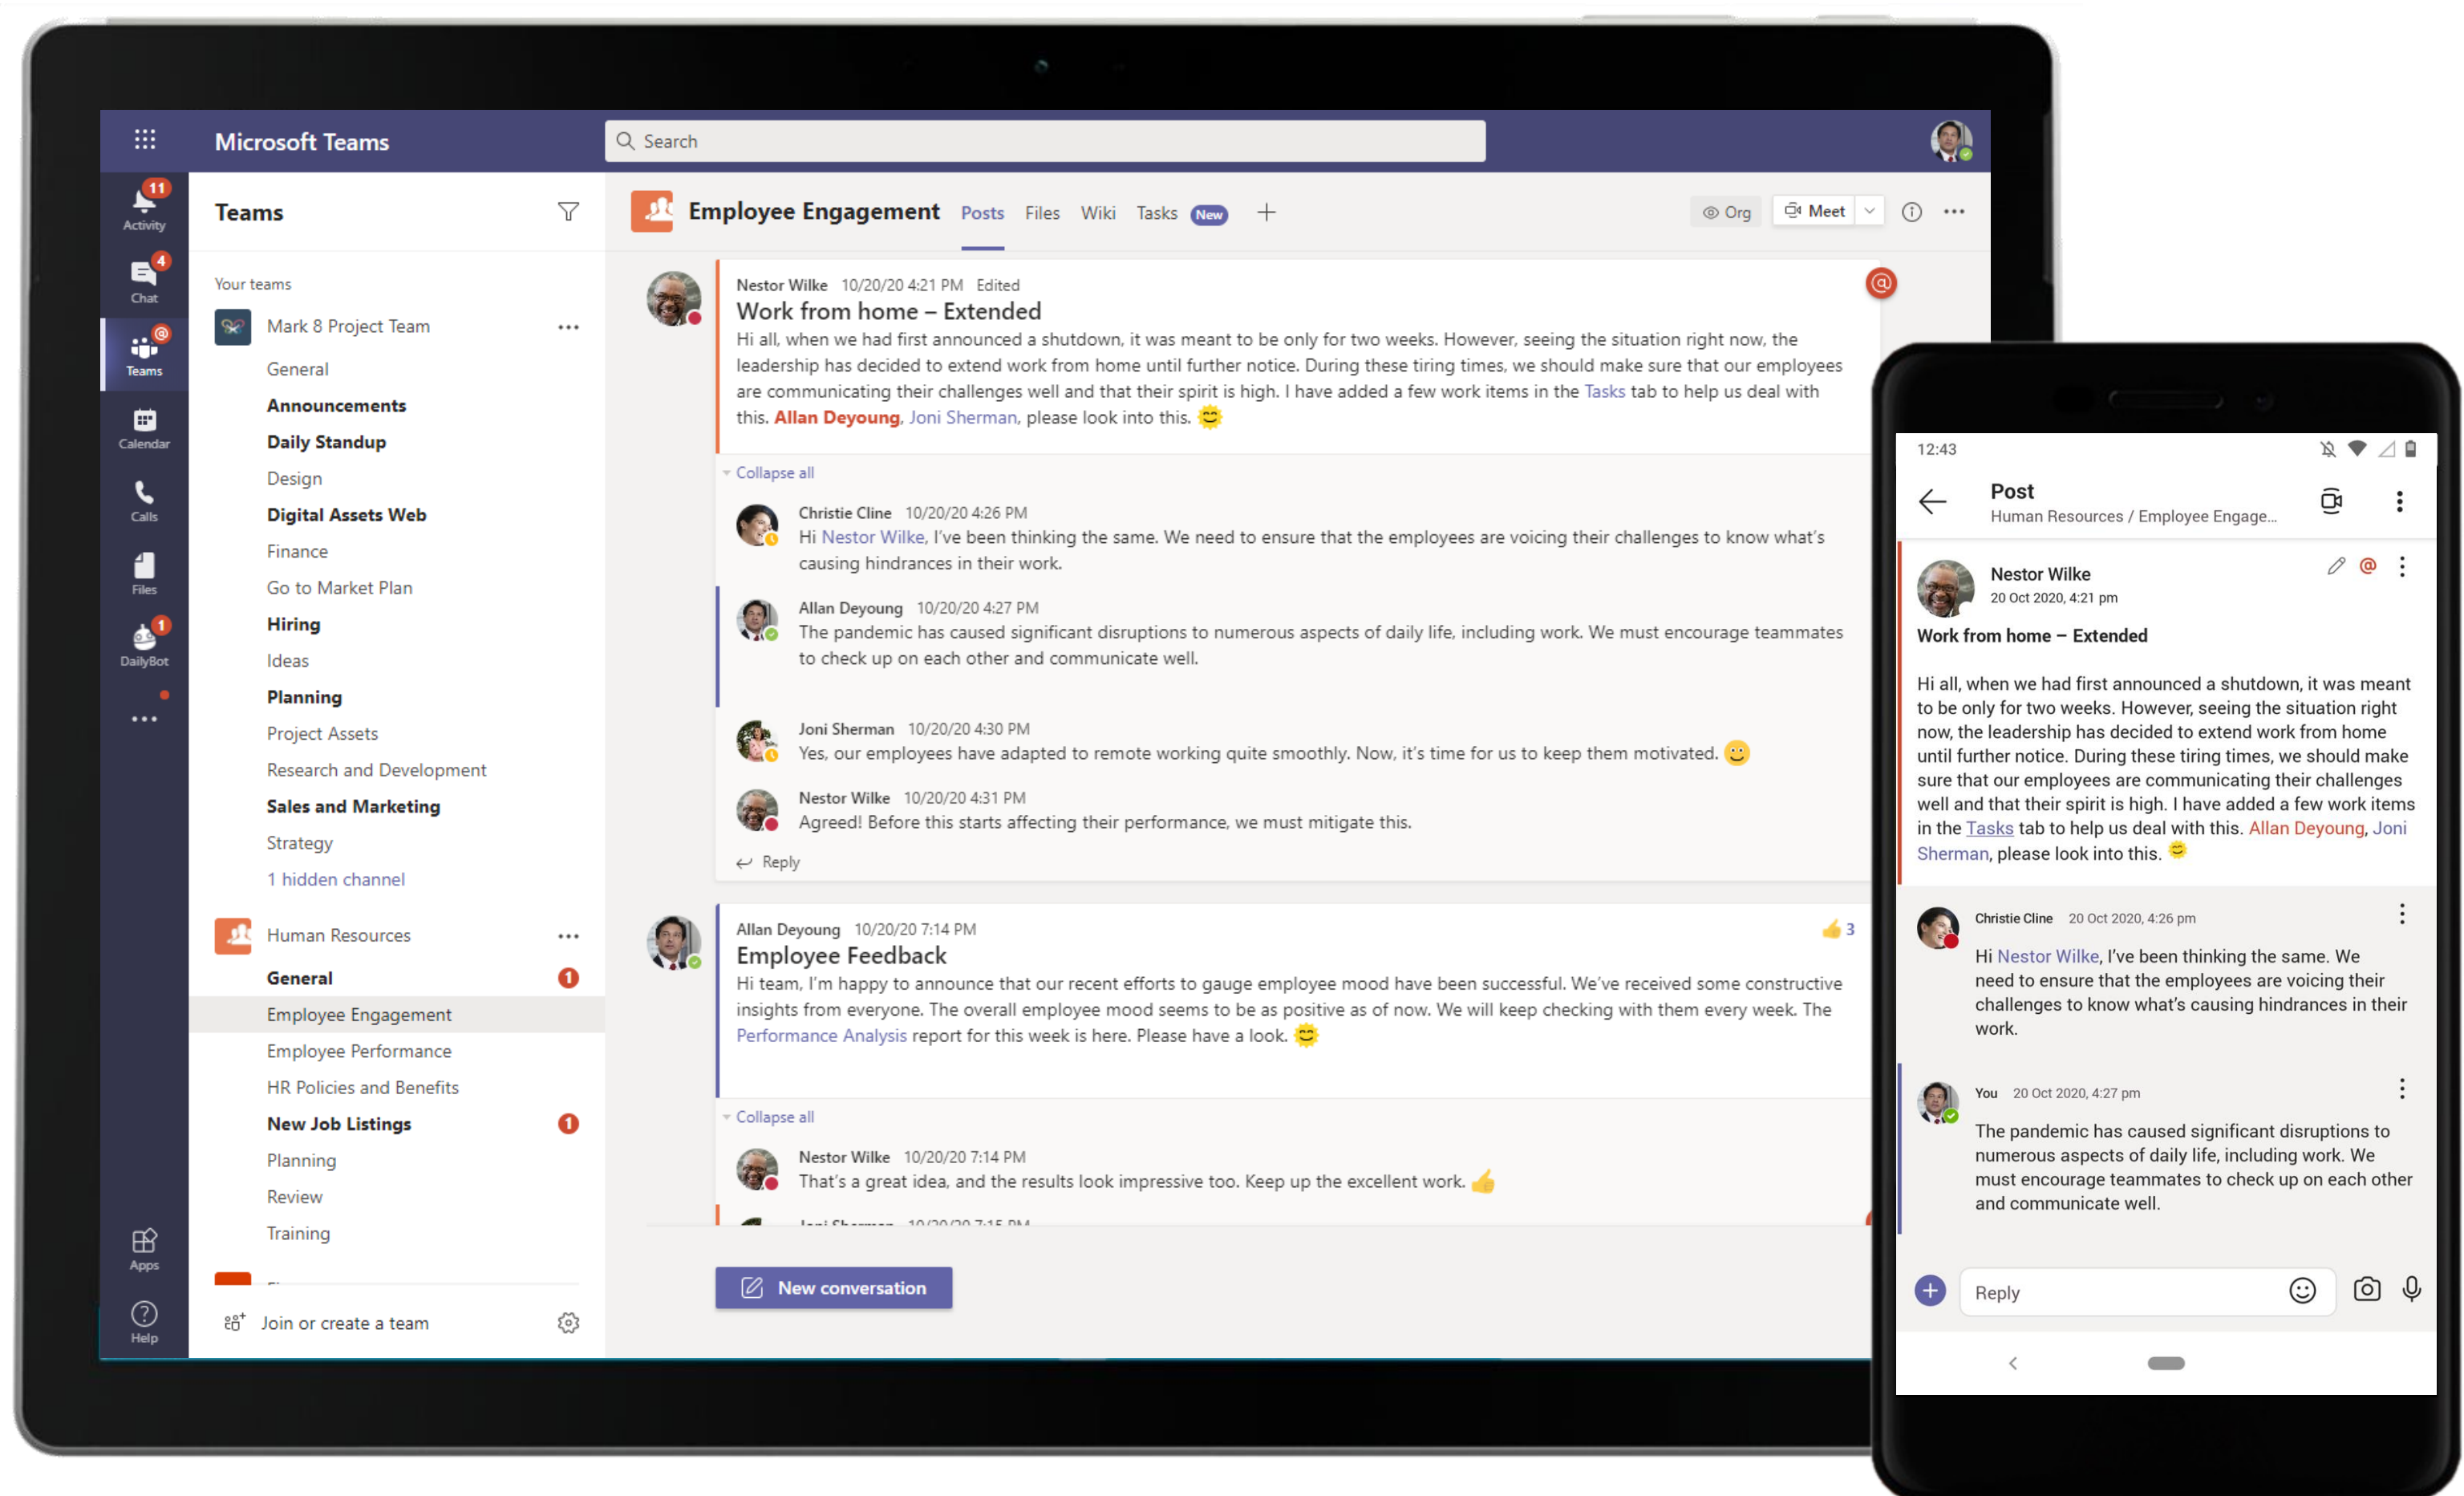 Microsoft Teams
Search
11
Activity
4
Chat
@
Teams
Calendar
Calls
Files
1
DailyBot
Apps
Help
Teams
Your teams
Mark 8 Project Team
General
Announcements
Daily Standup
Design
Digital Assets Web
Finance
Go to Market Plan
Hiring
Ideas
Planning
Project Assets
Research and Development
Sales and Marketing
Strategy
1 hidden channel
Human Resources
General 1
Employee Engagement
Employee Performance
HR Policies and Benefits
New Job Listings 1
Planning
Review
Training
Join or create a team
Employee Engagement Posts Files Wiki Tasks New
Org Meet
Nestor Wilke 10/20/20 4:21 PM Edited @
Work from home – Extended
Hi all, when we had first announced a shutdown, it was meant to be only for two weeks. However, seeing the situation right now, the
leadership has decided to extend work from home until further notice. During these tiring times, we should make sure that our employees
are communicating their challenges well and that their spirit is high. I have added a few work items in the Tasks tab to help us deal with
this. Allan Deyoung, Joni Sherman, please look into this. 😊
Collapse all
Christie Cline 10/20/20 4:26 PM
Hi Nestor Wilke, I've been thinking the same. We need to ensure that the employees are voicing their challenges to know what's
causing hindrances in their work.
Allan Deyoung 10/20/20 4:27 PM
The pandemic has caused significant disruptions to numerous aspects of daily life, including work. We must encourage teammates
to check up on each other and communicate well.
Joni Sherman 10/20/20 4:30 PM
Yes, our employees have adapted to remote working quite smoothly. Now, it's time for us to keep them motivated. 🙂
Nestor Wilke 10/20/20 4:31 PM
Agreed! Before this starts affecting their performance, we must mitigate this.
Reply
Allan Deyoung 10/20/20 7:14 PM 👍 3
Employee Feedback
Hi team, I'm happy to announce that our recent efforts to gauge employee mood have been successful. We've received some constructive
insights from everyone. The overall employee mood seems to be as positive as of now. We will keep checking with them every week. The
Performance Analysis report for this week is here. Please have a look. 😊
Collapse all
Nestor Wilke 10/20/20 7:14 PM
That's a great idea, and the results look impressive too. Keep up the excellent work. 👍
Joni Sherman 10/20/20 7:15 PM
New conversation
12:43
Post
Human Resources / Employee Engage...
Nestor Wilke @
20 Oct 2020, 4:21 pm
Work from home – Extended
Hi all, when we had first announced a shutdown, it was meant
to be only for two weeks. However, seeing the situation right
now, the leadership has decided to extend work from home
until further notice. During these tiring times, we should make
sure that our employees are communicating their challenges
well and that their spirit is high. I have added a few work items
in the Tasks tab to help us deal with this. Allan Deyoung, Joni
Sherman, please look into this. 😊
Christie Cline 20 Oct 2020, 4:26 pm
Hi Nestor Wilke, I've been thinking the same. We
need to ensure that the employees are voicing their
challenges to know what's causing hindrances in their
work.
You 20 Oct 2020, 4:27 pm
The pandemic has caused significant disruptions to
numerous aspects of daily life, including work. We
must encourage teammates to check up on each other
and communicate well.
Reply